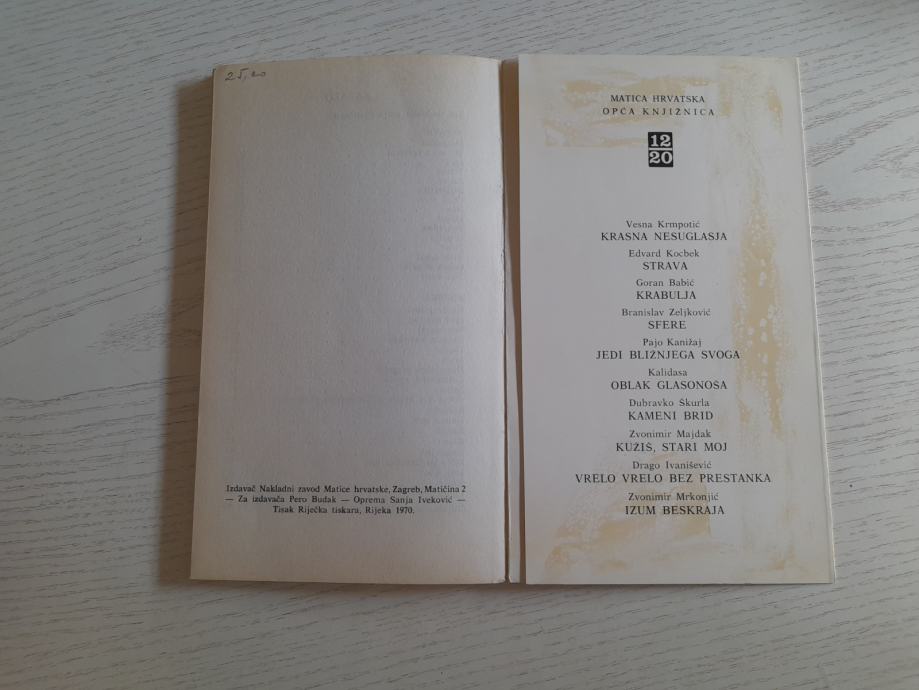 25,00
Izdavač Nakladni zavod Matice hrvatske, Zagreb, Matičina 2
— Za izdavača Pero Budak — Oprema Sanja Iveković —
Tisak Riječka tiskara, Rijeka 1970.
MATICA HRVATSKA
OPĆA KNJIŽNICA
12
20
Vesna Krmpotić
KRASNA NESUGLASJA
Edvard Kocbek
STRAVA
Goran Babić
KRABULJA
Branislav Zeljković
SFERE
Pajo Kanižaj
JEDI BLIŽNJEGA SVOGA
Kalidasa
OBLAK GLASONOŠA
Dubravko Škurla
KAMENI BRID
Zvonimir Majdak
KUŽIŠ, STARI MOJ
Drago Ivanišević
VRELO VRELO BEZ PRESTANKA
Zvonimir Mrkonjić
IZUM BESKRAJA